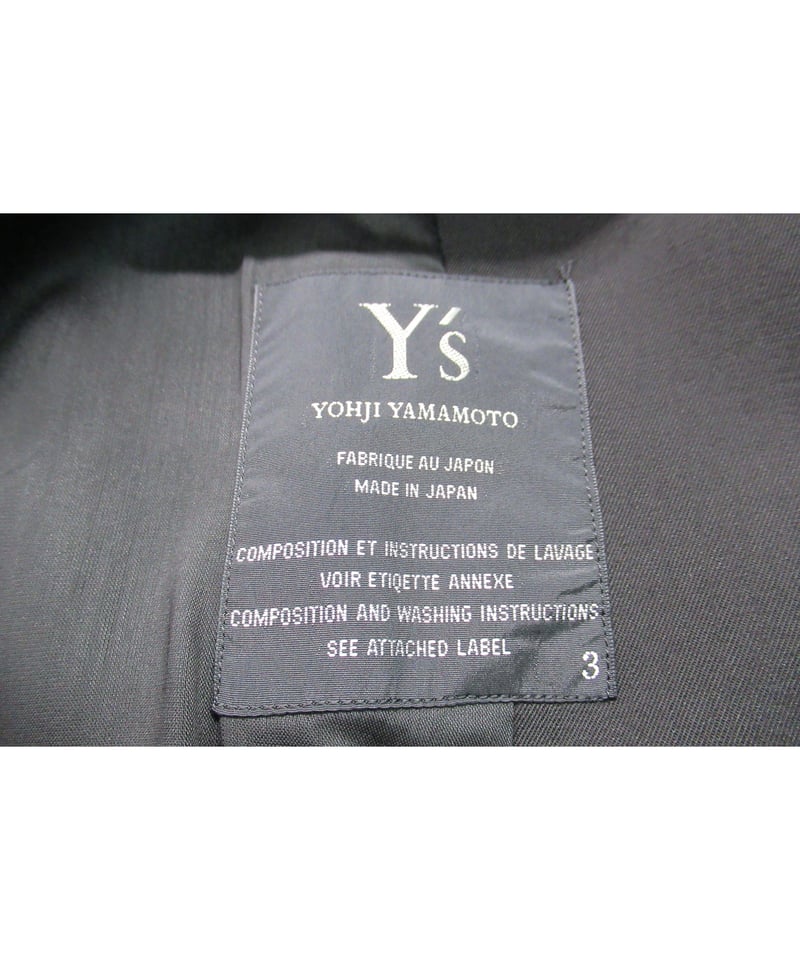 Y's
YOHJI YAMAMOTO
FABRIQUE AU JAPON
MADE IN JAPAN
COMPOSITION ET INSTRUCTIONS DE LAVAGE
VOIR ETIQETTE ANNEXE
COMPOSITION AND WASHING INSTRUCTIONS
SEE ATTACHED LABEL
3